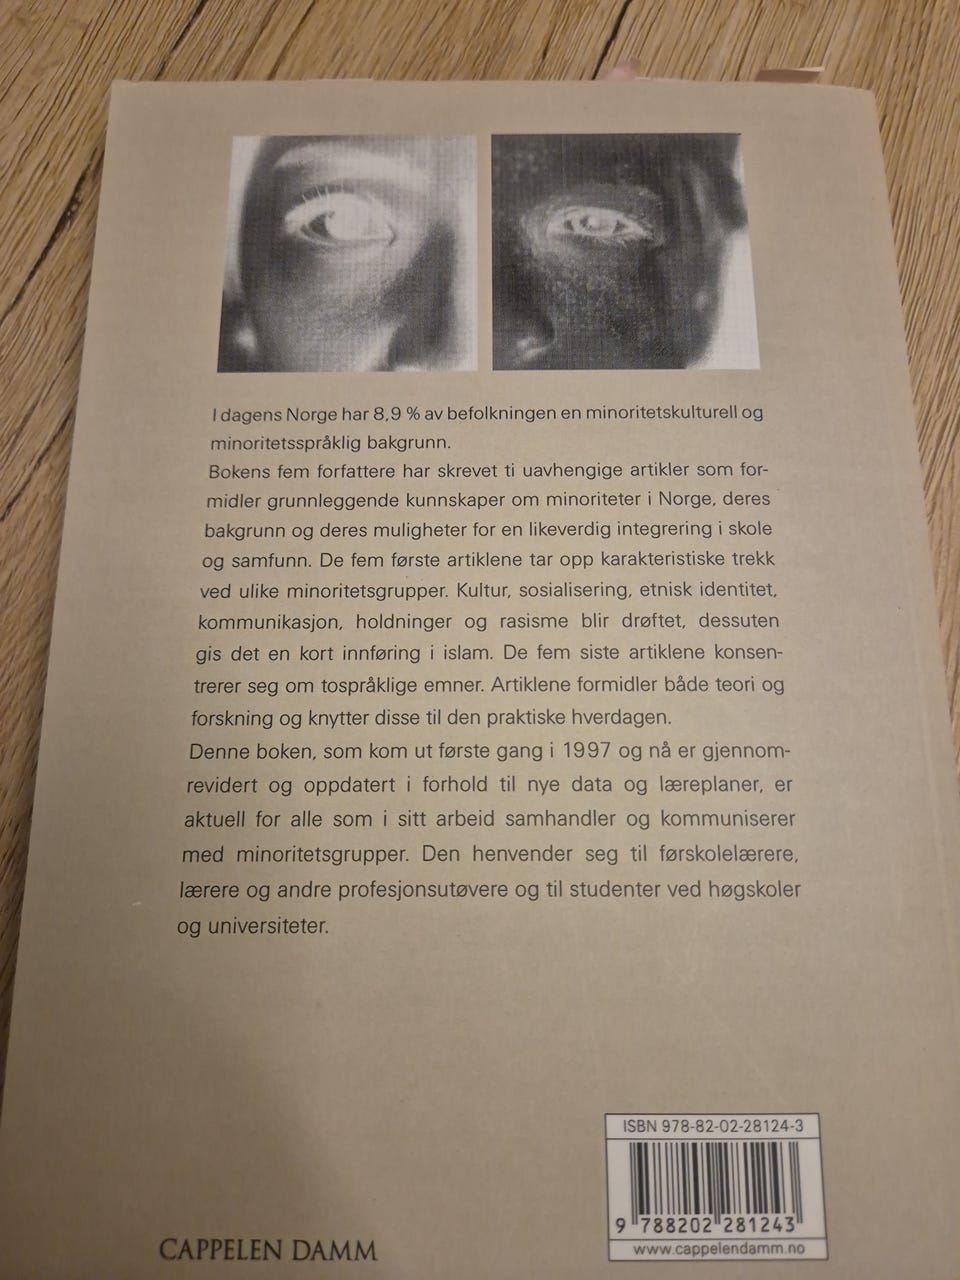 I dagens Norge har 8,9 % av befolkningen en minoritetskulturell og
minoritetsspråklig bakgrunn.
Bokens fem forfattere har skrevet ti uavhengige artikler som for-
midler grunnleggende kunnskaper om minoriteter i Norge, deres
bakgrunn og deres muligheter for en likeverdig integrering i skole
og samfunn. De fem første artiklene tar opp karakteristiske trekk
ved ulike minoritetsgrupper. Kultur, sosialisering, etnisk identitet,
kommunikasjon, holdninger og rasisme blir drøftet, dessuten
gis det en kort innføring i islam. De fem siste artiklene konsen-
trerer seg om tospråklige emner. Artiklene formidler både teori og
forskning og knytter disse til den praktiske hverdagen.
Denne boken, som kom ut første gang i 1997 og nå er gjennom-
revidert og oppdatert i forhold til nye data og læreplaner, er
aktuell for alle som i sitt arbeid samhandler og kommuniserer
med minoritetsgrupper. Den henvender seg til førskolelærere,
lærere og andre profesjonsutøvere og til studenter ved høgskoler
og universiteter.
ISBN 978-82-02-28124-3
9 788202 281243
www.cappelendamm.no
CAPPELEN DAMM